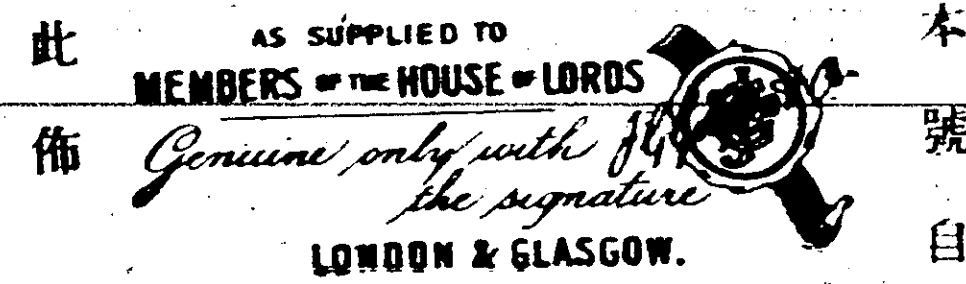 AS SUPPLIED TO
MEMBERS OF THE HOUSE OF LORDS
Genuine only with
the signature
LONDON & GLASGOW.
本號自
此佈